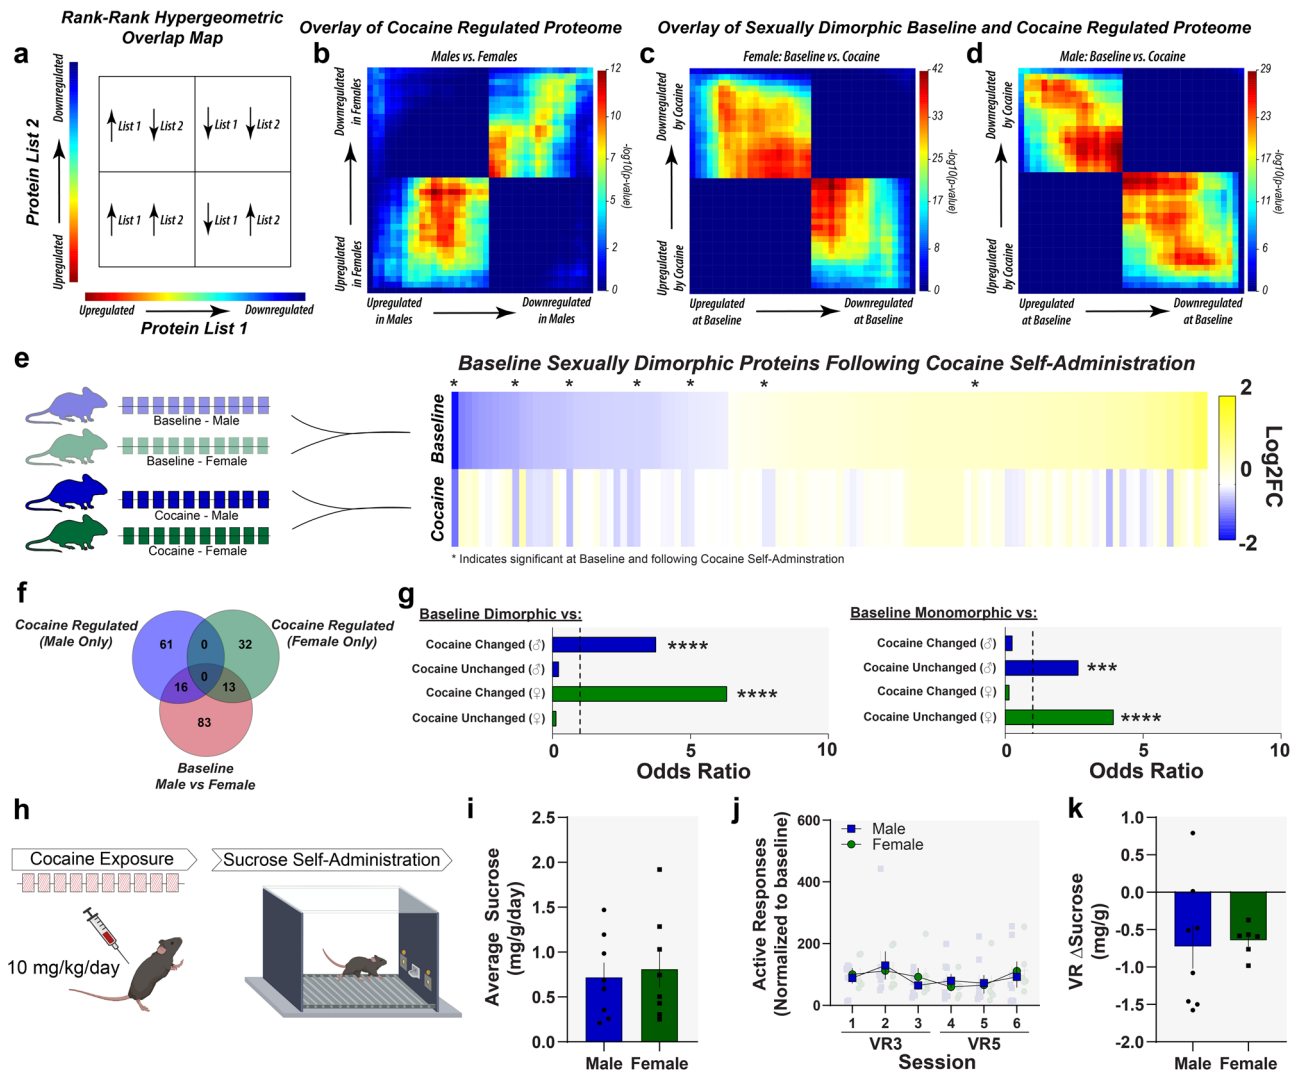 Rank-Rank Hypergeometric
Overlap Map
Overlay of Cocaine Regulated Proteome
Overlay of Sexually Dimorphic Baseline and Cocaine Regulated Proteome
a
Protein List 2
Upregulated
Downregulated
List 1 List 2
List 1 List 2
List 1 List 2
List 1 List 2
Upregulated
Downregulated
Protein List 1
b
Males vs. Females
Downregulated
in Females
Upregulated
in Females
Upregulated
in Males
Downregulated
in Males
12
10
7
5
2
0
-log10(p-value)
c
Female: Baseline vs. Cocaine
Downregulated
by Cocaine
Upregulated
by Cocaine
Upregulated
at Baseline
Downregulated
at Baseline
42
33
25
17
8
0
-log10(p-value)
d
Male: Baseline vs. Cocaine
Downregulated
by Cocaine
Upregulated
by Cocaine
Upregulated
at Baseline
Downregulated
at Baseline
29
23
17
11
6
0
-log10(p-value)
e
Baseline - Male
Baseline - Female
Cocaine - Male
Cocaine - Female
Baseline Sexually Dimorphic Proteins Following Cocaine Self-Administration
* * * * * * *
Baseline
Cocaine
2
0
-2
Log2FC
* Indicates significant at Baseline and following Cocaine Self-Adminstration
f
Cocaine Regulated
(Male Only)
Cocaine Regulated
(Female Only)
61
0
32
0
16
13
83
Baseline
Male vs Female
g
Baseline Dimorphic vs:
Cocaine Changed (♂)
****
Cocaine Unchanged (♂)
Cocaine Changed (♀)
****
Cocaine Unchanged (♀)
0 5 10
Odds Ratio
Baseline Monomorphic vs:
Cocaine Changed (♂)
Cocaine Unchanged (♂)
***
Cocaine Changed (♀)
Cocaine Unchanged (♀)
****
0 5 10
Odds Ratio
h
Cocaine Exposure
Sucrose Self-Administration
10 mg/kg/day
i
Average Sucrose
(mg/g/day)
2.5
2.0
1.5
1.0
0.5
0.0
Male Female
j
Active Responses
(Normalized to baseline)
600
400
200
0
Male
Female
1 2 3 4 5 6
VR3 VR5
Session
k
VR ΔSucrose
(mg/g)
1.0
0.5
0.0
-0.5
-1.0
-1.5
-2.0
Male Female